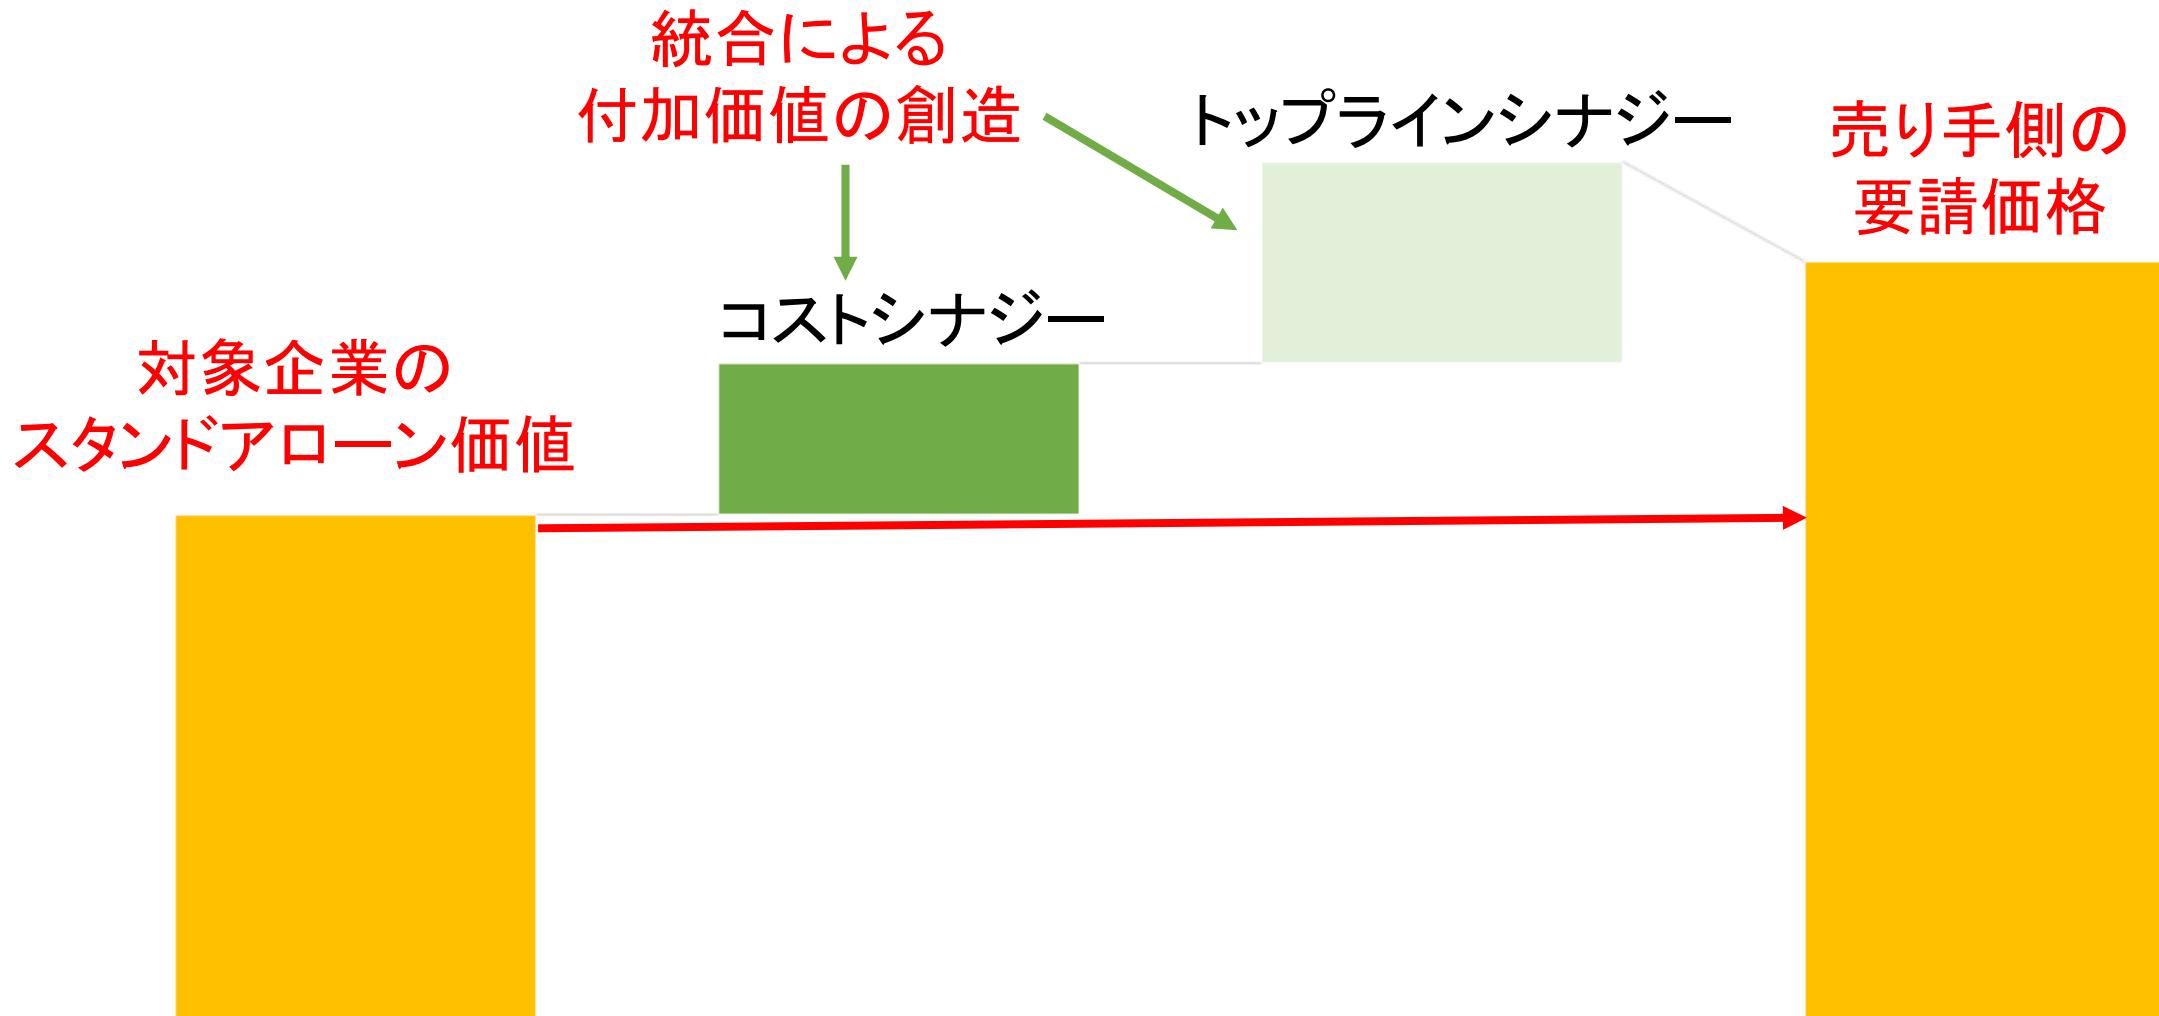 統合による
付加価値の創造
トップラインシナジー
売り手側の
要請価格
コストシナジー
対象企業の
スタンドアローン価値